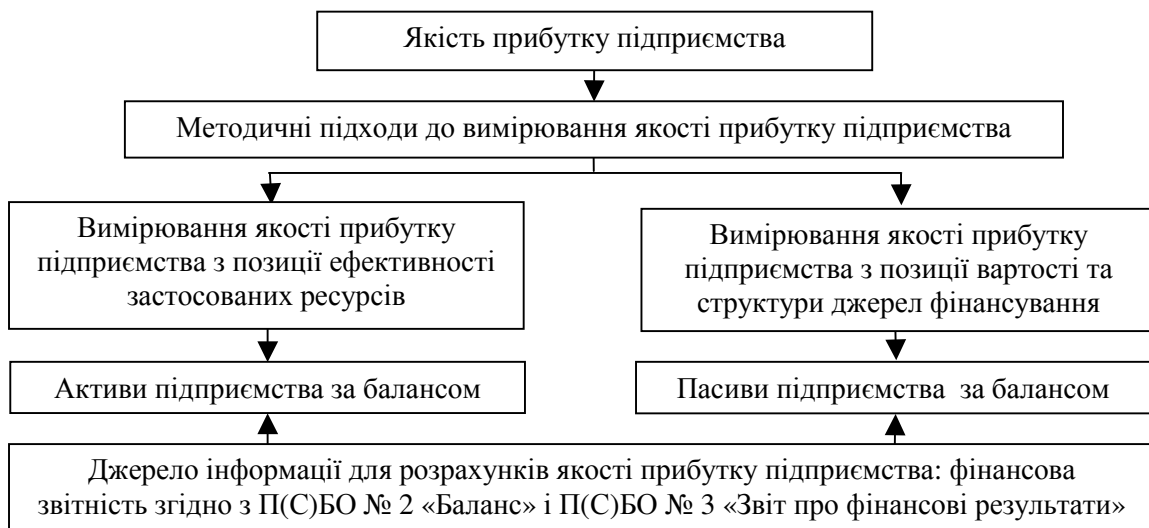 Якість прибутку підприємства
Методичні підходи до вимірювання якості прибутку підприємства
Вимірювання якості прибутку
підприємства з позиції ефективності
застосованих ресурсів
Вимірювання якості прибутку
підприємства з позиції вартості та
структури джерел фінансування
Активи підприємства за балансом
Пасиви підприємства за балансом
Джерело інформації для розрахунків якості прибутку підприємства: фінансова
звітність згідно з П(С)БО № 2 «Баланс» і П(С)БО № 3 «Звіт про фінансові результати»